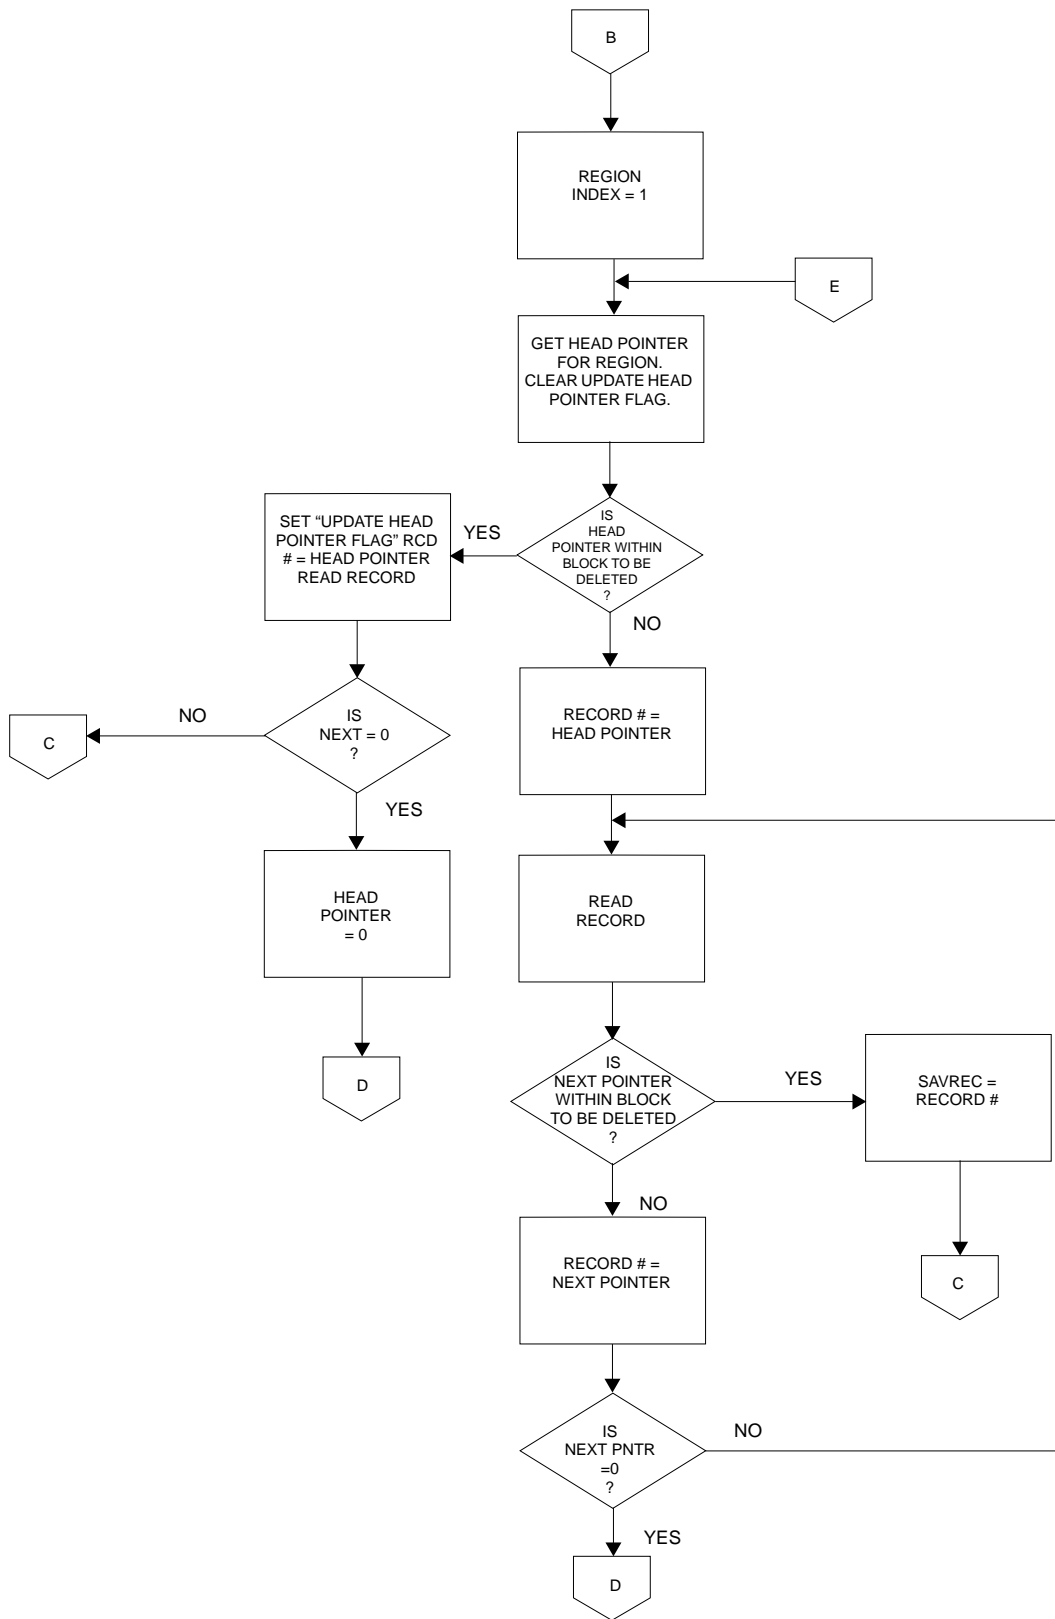 B
REGION
INDEX = 1
E
GET HEAD POINTER
FOR REGION.
CLEAR UPDATE HEAD
POINTER FLAG.
IS
HEAD
POINTER WITHIN
BLOCK TO BE
DELETED
?
YES
SET “UPDATE HEAD
POINTER FLAG” RCD
# = HEAD POINTER
READ RECORD
NO
RECORD # =
HEAD POINTER
IS
NEXT = 0
?
NO
C
YES
HEAD
POINTER
= 0
D
READ
RECORD
IS
NEXT POINTER
WITHIN BLOCK
TO BE DELETED
?
YES
SAVREC =
RECORD #
C
NO
RECORD # =
NEXT POINTER
IS
NEXT PNTR
=0
?
NO
YES
D